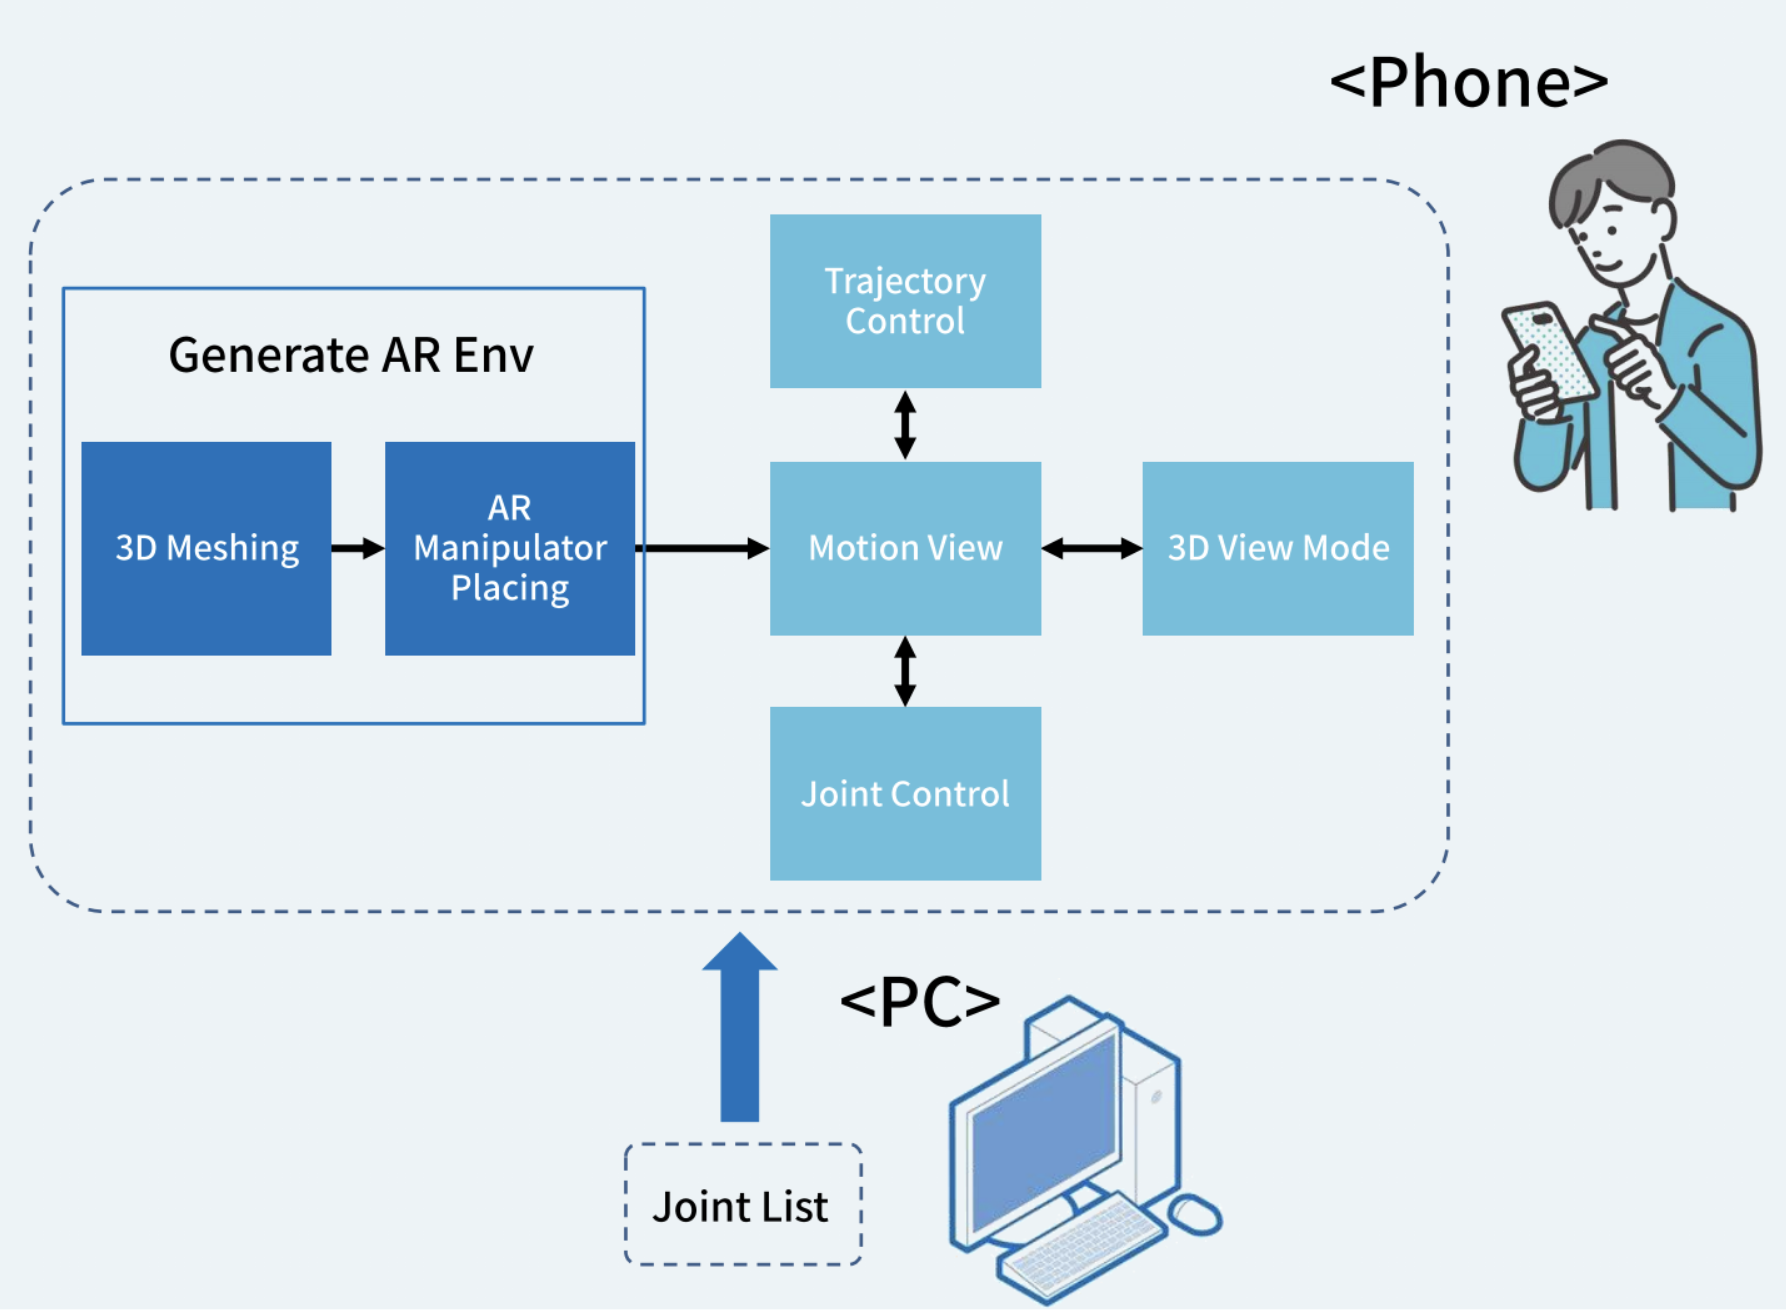 <Phone>
Generate AR Env
3D Meshing
AR
Manipulator
Placing
Trajectory
Control
Motion View
3D View Mode
Joint Control
<PC>
Joint List